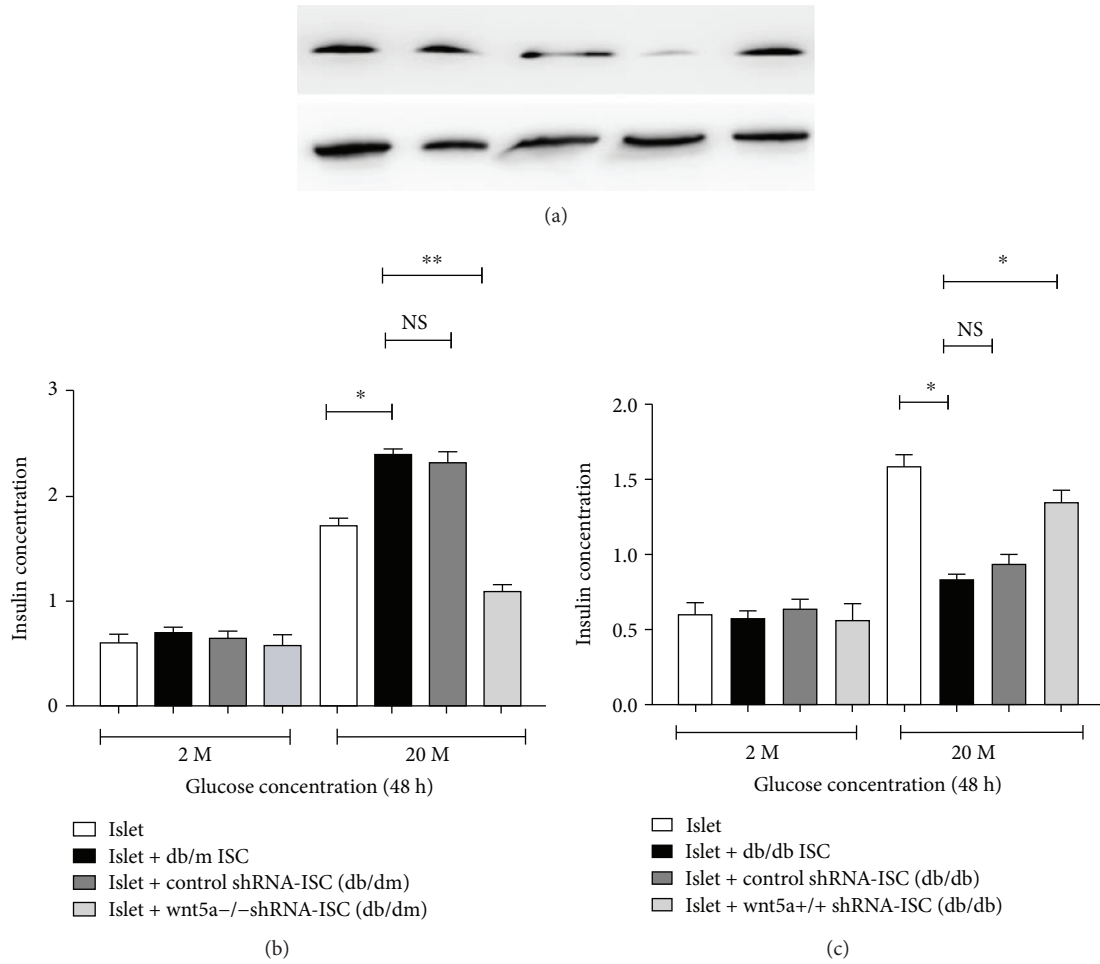 (a)
**
NS
*
3
2
1
0
Insulin concentration
2 M
20 M
Glucose concentration (48 h)
Islet
Islet + db/m ISC
Islet + control shRNA-ISC (db/dm)
Islet + wnt5a−/−shRNA-ISC (db/dm)
(b)
*
NS
*
2.0
1.5
1.0
0.5
0.0
Insulin concentration
2 M
20 M
Glucose concentration (48 h)
Islet
Islet + db/db ISC
Islet + control shRNA-ISC (db/db)
Islet + wnt5a+/+ shRNA-ISC (db/db)
(c)